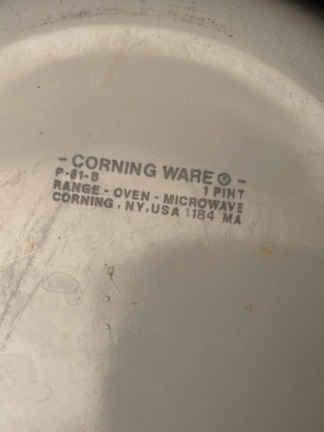 - CORNING WARE ® -
P-81-B 1 PINT
RANGE - OVEN - MICROWAVE
CORNING, NY, USA 1184 MA